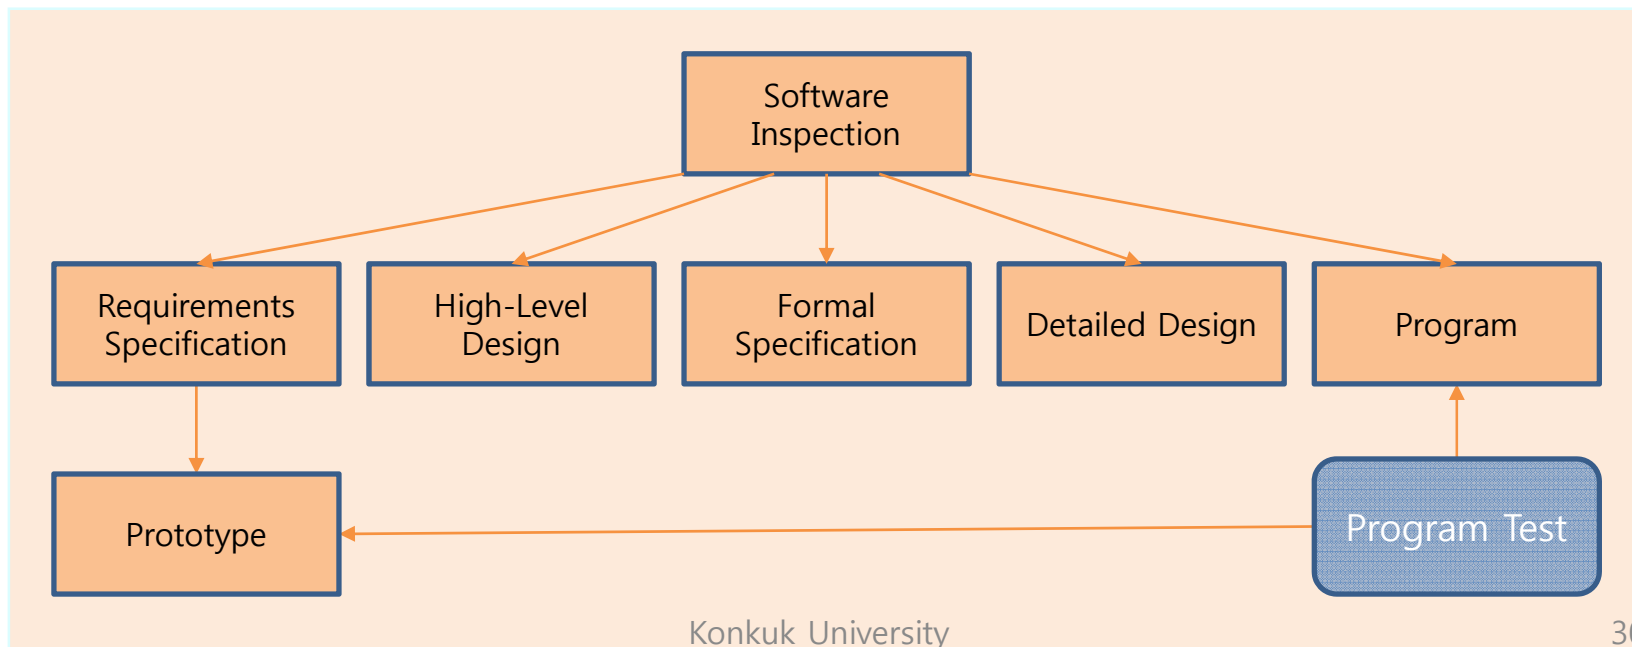 Software
Inspection
Requirements
Specification
High-Level
Design
Formal
Specification
Detailed Design
Program
Prototype
Program Test
Konkuk University